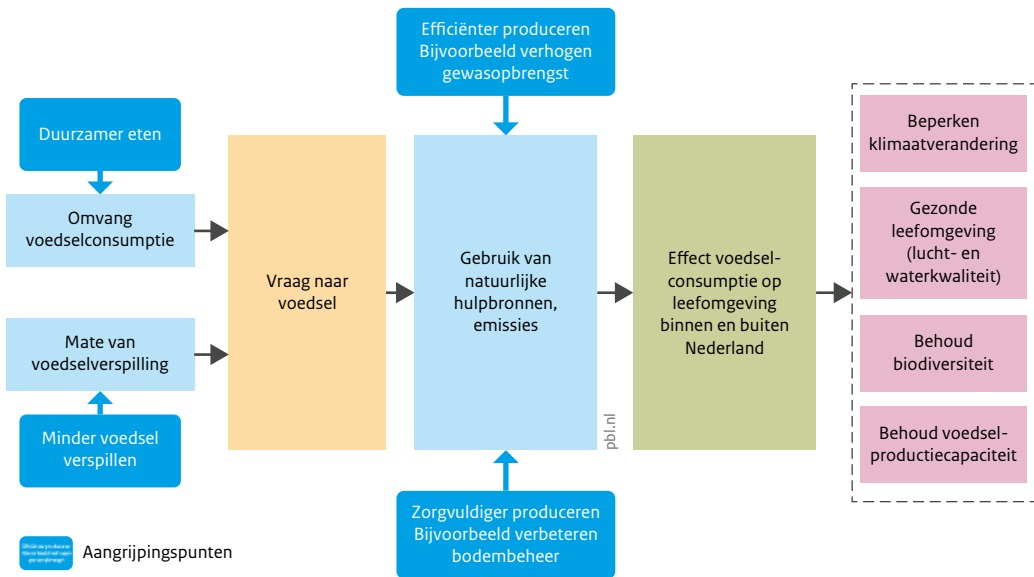 Efficiënter produceren
Bijvoorbeeld verhogen
gewasopbrengst
Duurzamer eten
Omvang
voedselconsumptie
Mate van
voedselverspilling
Minder voedsel
verspillen
Vraag naar
voedsel
Gebruik van
natuurlijke
hulpbronnen,
emissies
Zorgvuldiger produceren
Bijvoorbeeld verbeteren
bodembeheer
Effect voedsel-
consumptie op
leefomgeving
binnen en buiten
Nederland
Beperken
klimaatverandering
Gezonde
leefomgeving
(lucht- en
waterkwaliteit)
Behoud
biodiversiteit
Behoud voedsel-
productiecapaciteit
pbl.nl
Aangrijpingspunten